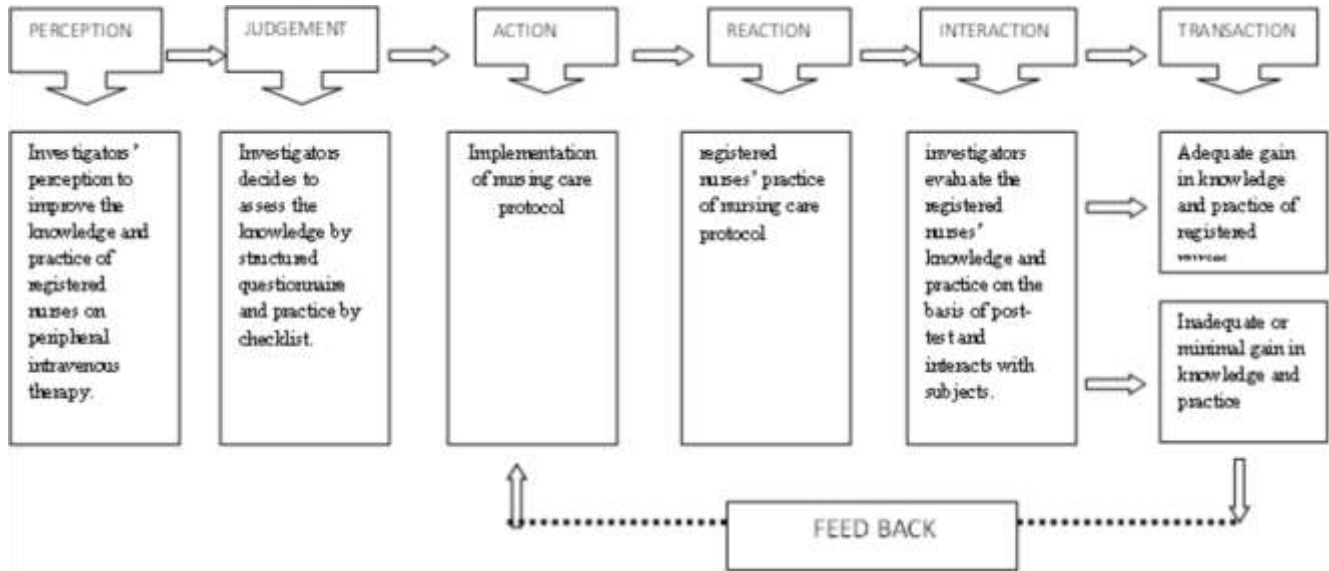 PERCEPTION
JUDGEMENT
ACTION
REACTION
INTERACTION
TRANSACTION
Investigators'
perception to
improve the
knowledge and
practice of
registered
nurses on
peripheral
intravenous
therapy.
Investigators
decides to
assess the
knowledge by
structured
questionnaire
and practice by
checklist.
Implementation
of nursing care
protocol
registered
nurses' practice
of nursing care
protocol
investigators
evaluate the
registered
nurses'
knowledge and
practice on the
basis of post-
test and
interacts with
subjects.
Adequate gain
in knowledge
and practice of
registered
Inadequate or
minimal gain in
knowledge and
practice
FEED BACK